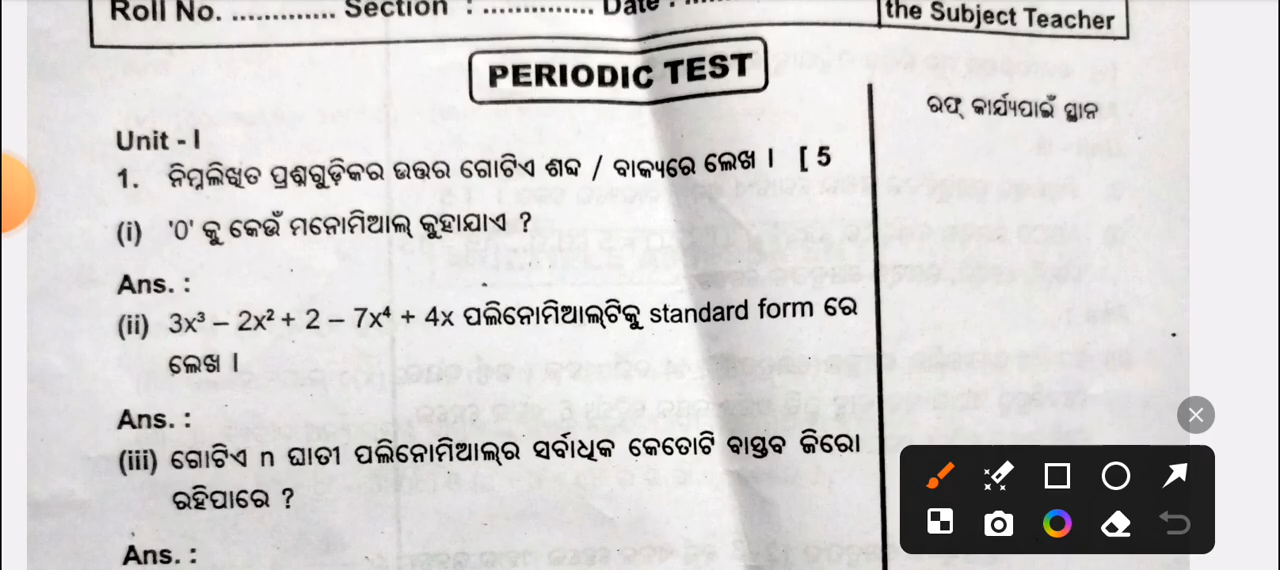 Roll No. ............. Section : .............. Date : ......
the Subject Teacher
PERIODIC TEST
ରଫ୍ କାର୍ଯ୍ୟପାଇଁ ସ୍ଥାନ
Unit - I
1. ନିମ୍ନଲିଖିତ ପ୍ରଶ୍ନଗୁଡ଼ିକର ଉତ୍ତର ଗୋଟିଏ ଶବ୍ଦ / ବାକ୍ୟରେ ଲେଖ । [ 5
(i) '0' କୁ କେଉଁ ମନୋମିଆଲ୍ କୁହାଯାଏ ?
Ans. :
(ii) 3x³ – 2x² + 2 – 7x⁴ + 4x ପଲିନୋମିଆଲ୍‌ଟିକୁ standard form ରେ
ଲେଖ ।
Ans. :
(iii) ଗୋଟିଏ n ଘାତୀ ପଲିନୋମିଆଲ୍‌ର ସର୍ବାଧିକ କେତୋଟି ବାସ୍ତବ ଜିରୋ
ରହିପାରେ ?
Ans. :